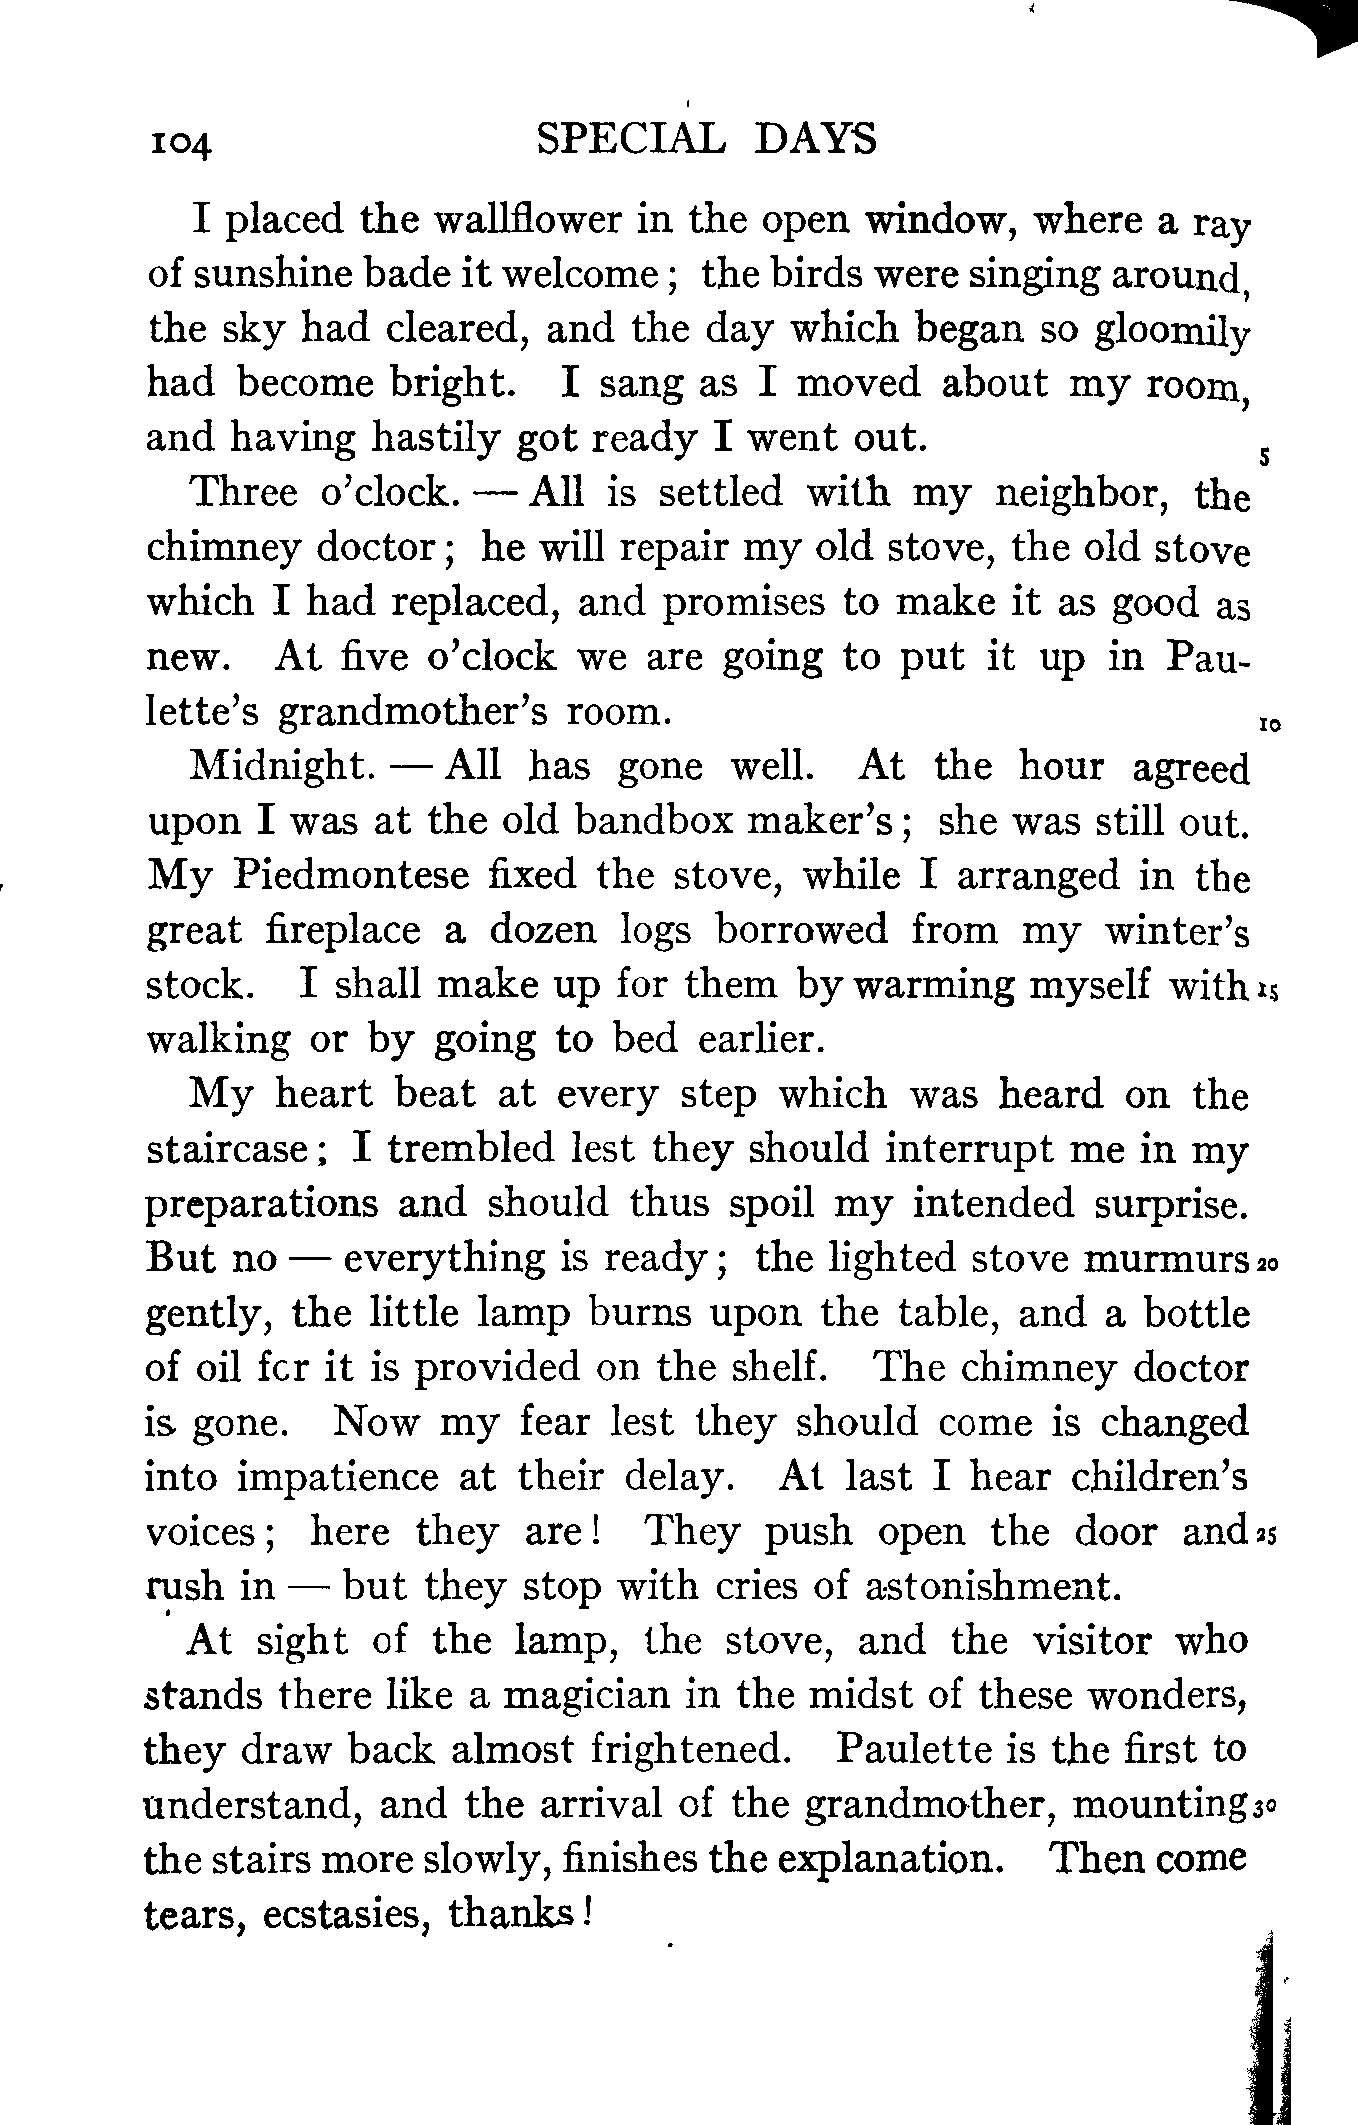 104 SPECIAL DAYS
I placed the wallflower in the open window, where a ray
of sunshine bade it welcome; the birds were singing around,
the sky had cleared, and the day which began so gloomily
had become bright. I sang as I moved about my room,
and having hastily got ready I went out. 5
Three o'clock. — All is settled with my neighbor, the
chimney doctor; he will repair my old stove, the old stove
which I had replaced, and promises to make it as good as
new. At five o'clock we are going to put it up in Pau-
lette's grandmother's room. 10
Midnight. — All has gone well. At the hour agreed
upon I was at the old bandbox maker's; she was still out.
My Piedmontese fixed the stove, while I arranged in the
great fireplace a dozen logs borrowed from my winter's
stock. I shall make up for them by warming myself with 15
walking or by going to bed earlier.
My heart beat at every step which was heard on the
staircase; I trembled lest they should interrupt me in my
preparations and should thus spoil my intended surprise.
But no — everything is ready; the lighted stove murmurs 20
gently, the little lamp burns upon the table, and a bottle
of oil for it is provided on the shelf. The chimney doctor
is gone. Now my fear lest they should come is changed
into impatience at their delay. At last I hear children's
voices; here they are! They push open the door and 25
rush in — but they stop with cries of astonishment.
At sight of the lamp, the stove, and the visitor who
stands there like a magician in the midst of these wonders,
they draw back almost frightened. Paulette is the first to
understand, and the arrival of the grandmother, mounting 30
the stairs more slowly, finishes the explanation. Then come
tears, ecstasies, thanks!